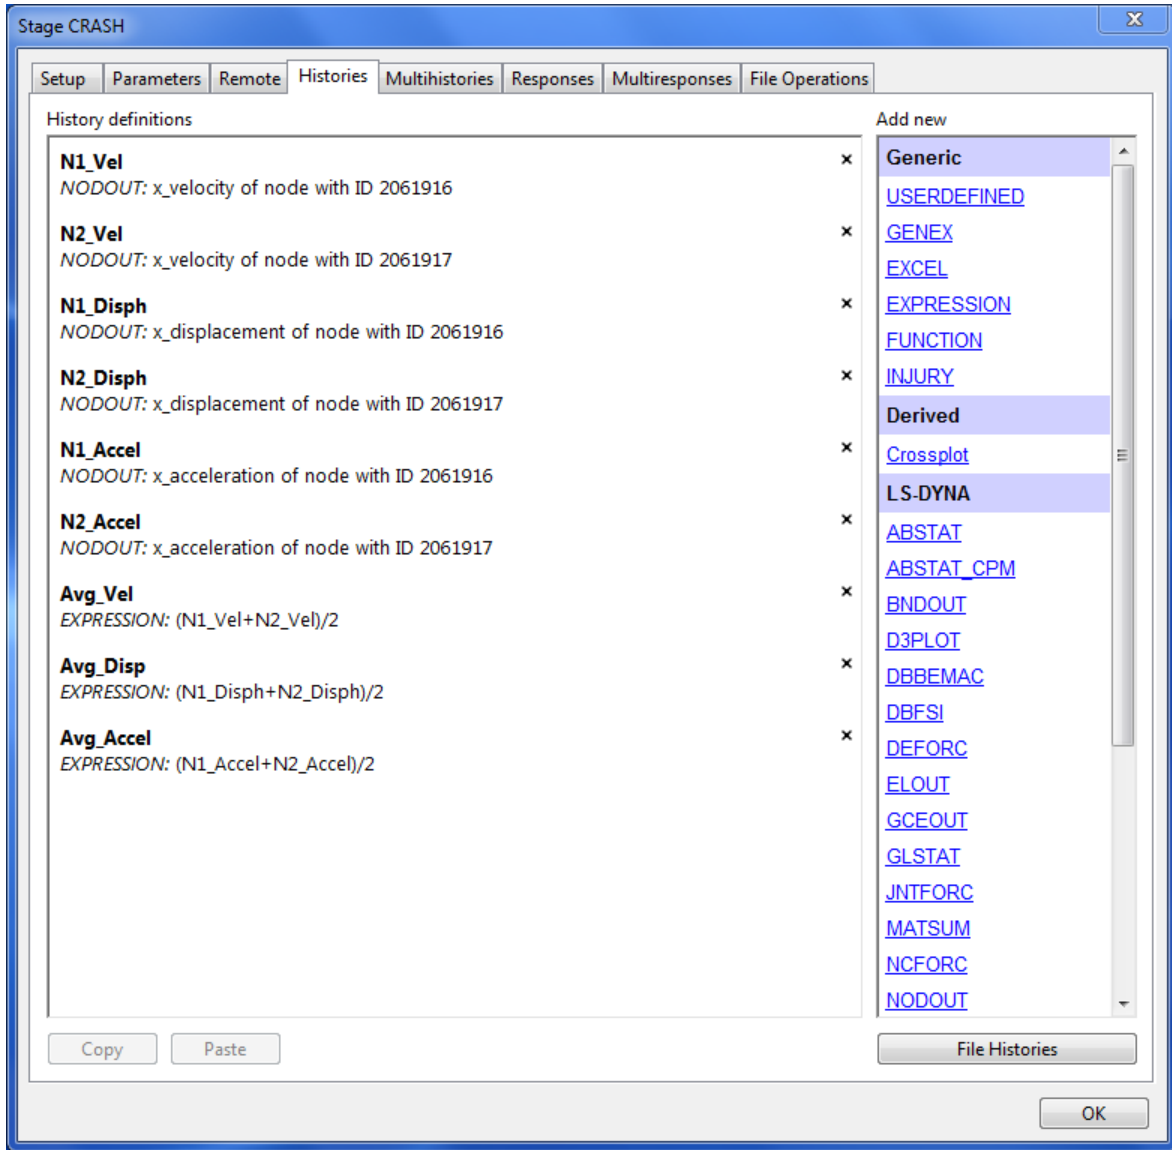 Stage CRASH
Setup Parameters Remote Histories Multihistories Responses Multiresponses File Operations
History definitions
N1_Vel
NODOUT: x_velocity of node with ID 2061916
N2_Vel
NODOUT: x_velocity of node with ID 2061917
N1_Disph
NODOUT: x_displacement of node with ID 2061916
N2_Disph
NODOUT: x_displacement of node with ID 2061917
N1_Accel
NODOUT: x_acceleration of node with ID 2061916
N2_Accel
NODOUT: x_acceleration of node with ID 2061917
Avg_Vel
EXPRESSION: (N1_Vel+N2_Vel)/2
Avg_Disp
EXPRESSION: (N1_Disph+N2_Disph)/2
Avg_Accel
EXPRESSION: (N1_Accel+N2_Accel)/2
Copy Paste
Add new
Generic
USERDEFINED
GENEX
EXCEL
EXPRESSION
FUNCTION
INJURY
Derived
Crossplot
LS-DYNA
ABSTAT
ABSTAT_CPM
BNDOUT
D3PLOT
DBBEMAC
DBFSI
DEFORC
ELOUT
GCEOUT
GLSTAT
JNTFORC
MATSUM
NCFORC
NODOUT
File Histories
OK